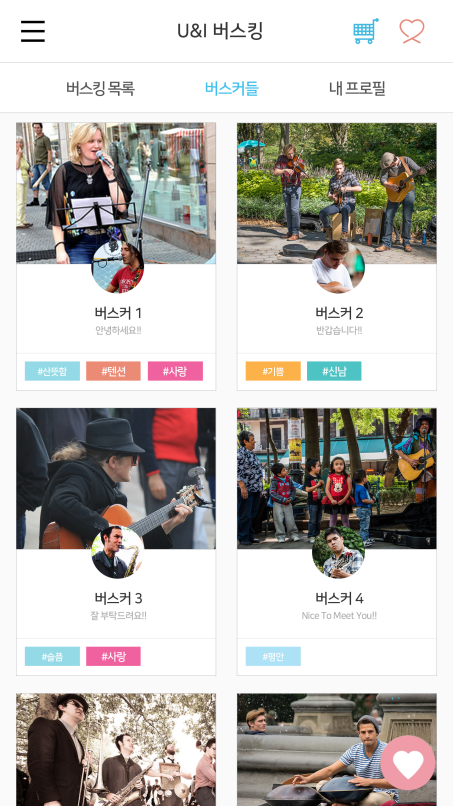 U&I 버스킹
버스킹 목록
버스커들
내 프로필
버스커 1
안녕하세요!!
#산뜻함
#텐션
#사랑
버스커 2
반갑습니다!!
#기쁨
#신남
버스커 3
잘 부탁드려요!!
#슬픔
#사랑
버스커 4
Nice To Meet You!!
#평안